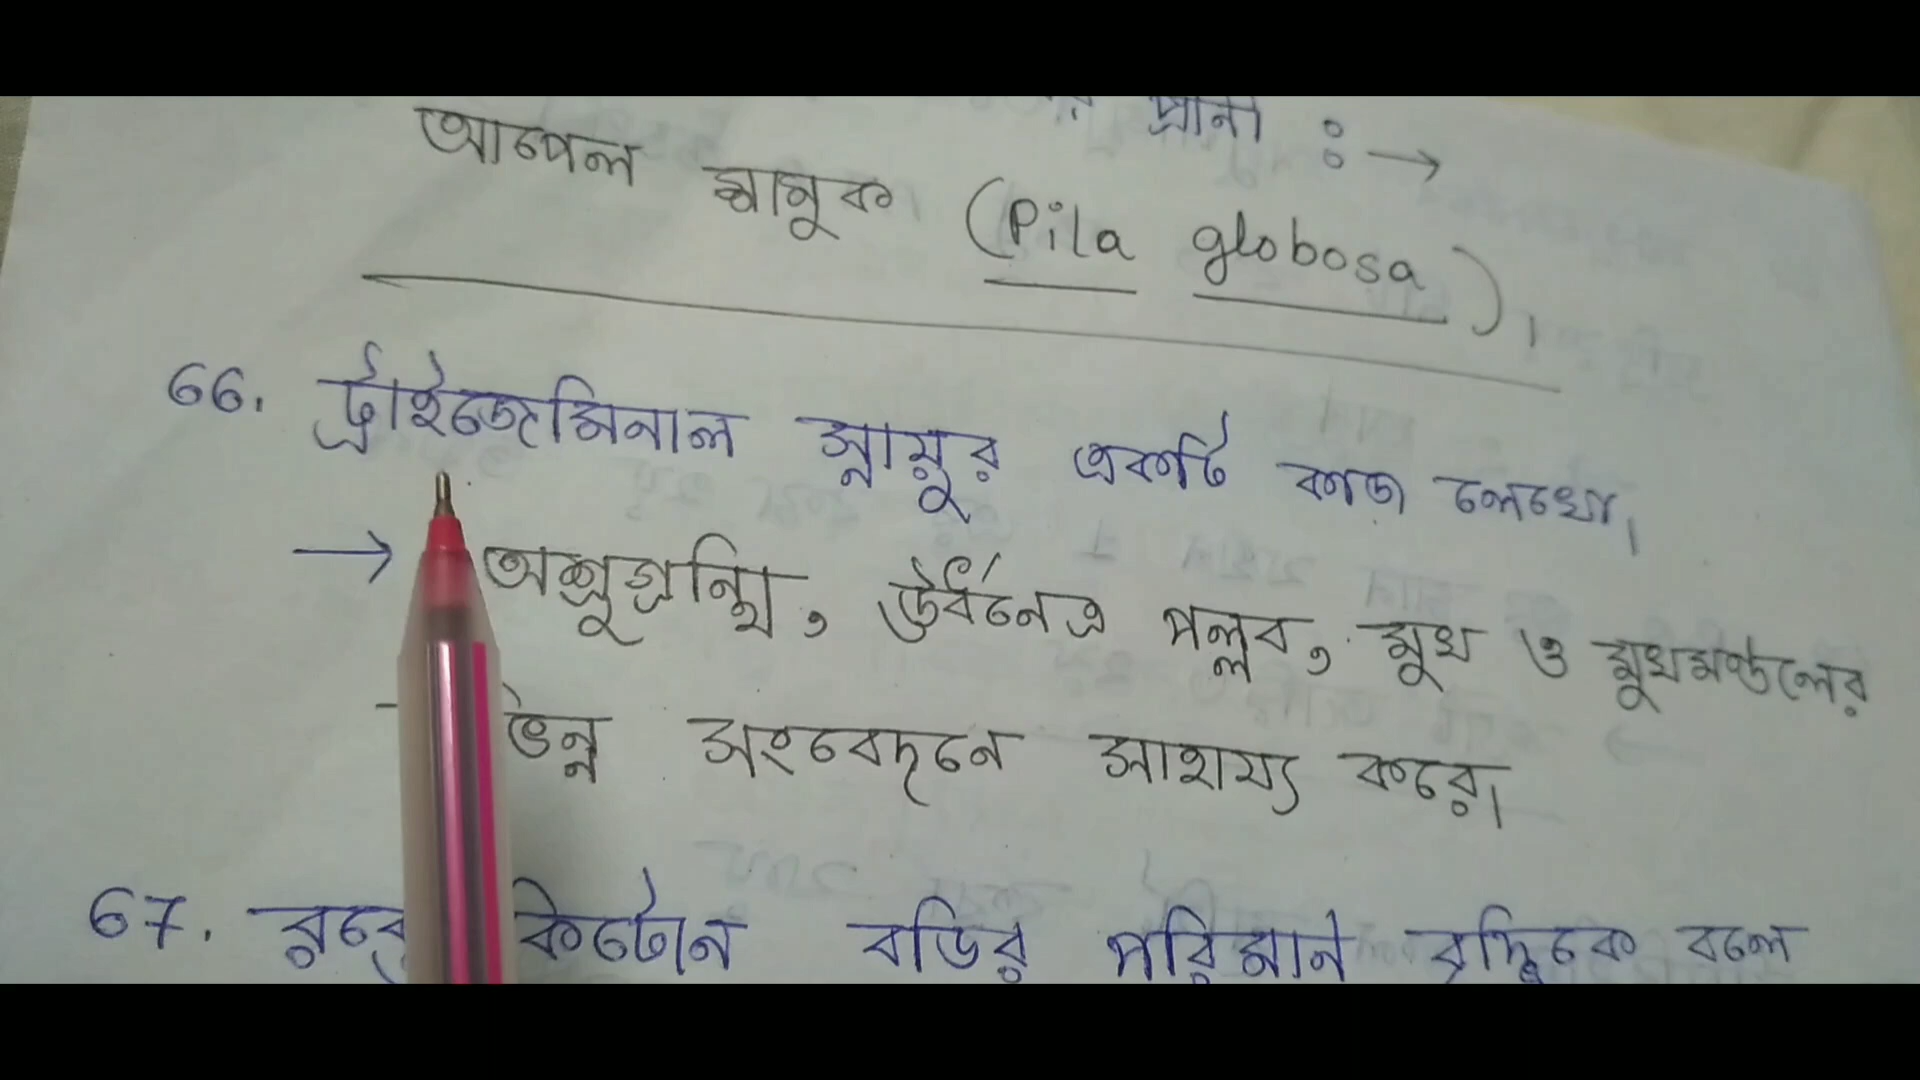 প্রানী :→
আপেল শামুক (Pila globosa),
66. ট্রাইজেমিনাল স্নায়ুর একটি কাজ লেখো।
→ অশ্রুগ্রন্থি, উর্ধ্বনেত্র পল্লব, মুখ ও মুখমণ্ডলের
সংবেদনে সাহায্য করে।
67. কিটোন বডির পরিমান বৃদ্ধিকে বলে